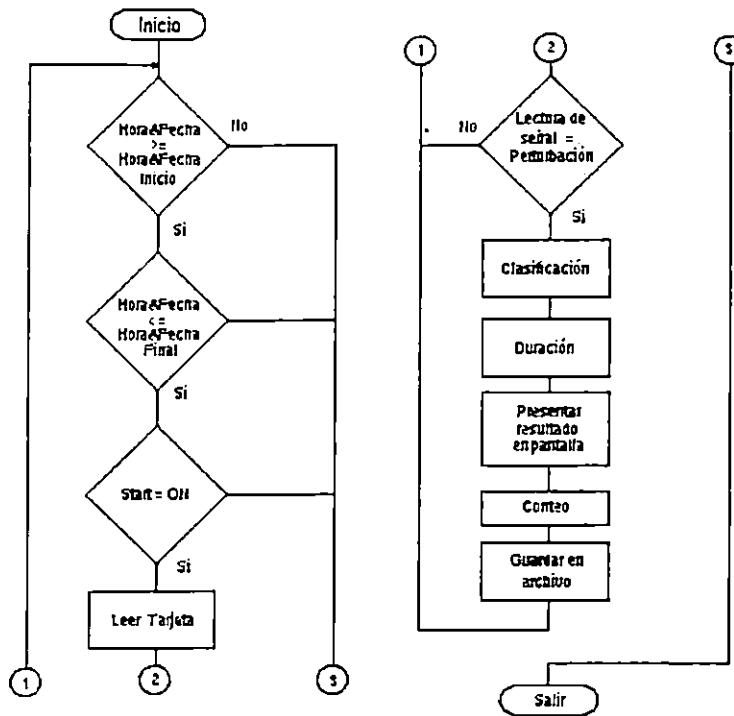 Inicio
Hora&Fecha
>=
Hora&Fecha
Inicio
No
Si
Hora&Fecha
<=
Hora&Fecha
Final
Si
Start = ON
Si
Leer Tarjeta
1
2
3
1
2
3
No
Lectura de
señal =
Perturbación
Si
Clasificación
Duración
Presentar
resultado
en pantalla
Conteo
Guardar en
archivo
Salir